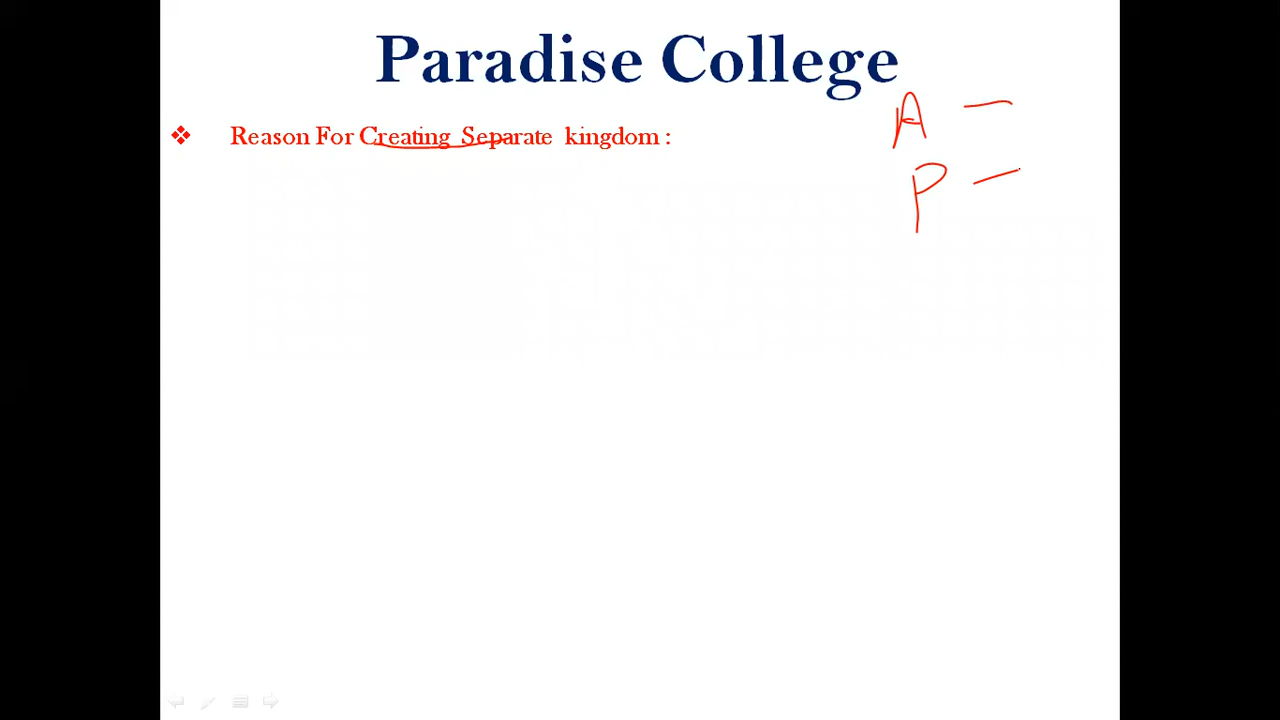 Paradise College
❖ Reason For Creating Separate kingdom :
A —
P —